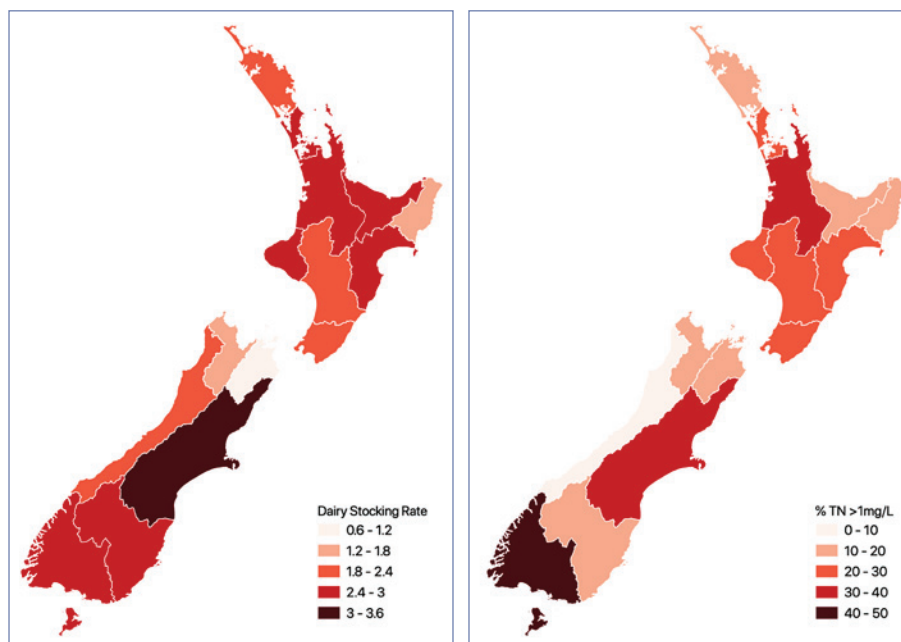 Dairy Stocking Rate
0.6 - 1.2
1.2 - 1.8
1.8 - 2.4
2.4 - 3
3 - 3.6
% TN >1mg/L
0 - 10
10 - 20
20 - 30
30 - 40
40 - 50